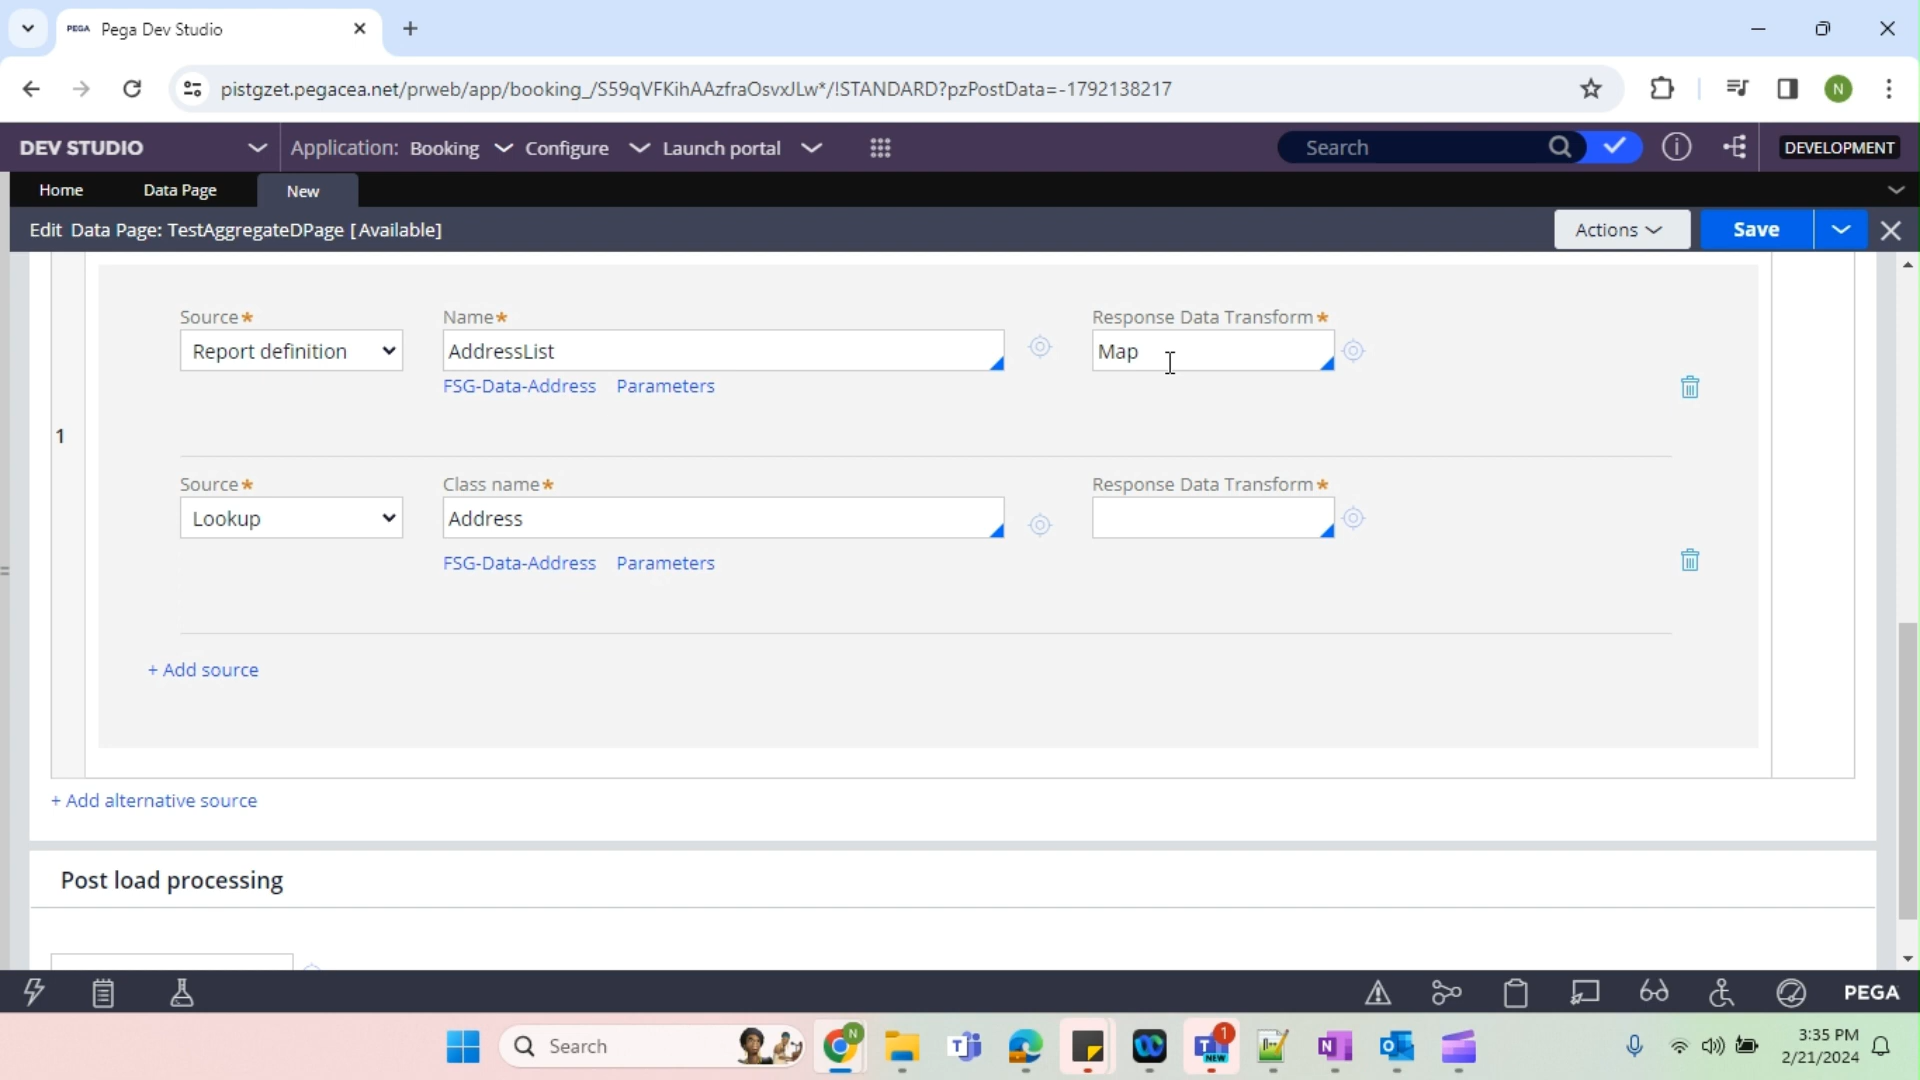 PEGA Pega Dev Studio
pistgzet.pegacea.net/prweb/app/booking_/S59qVFKihAAzfraOsvxJLw*/!STANDARD?pzPostData=-1792138217
N
DEV STUDIO Application: Booking Configure Launch portal Search DEVELOPMENT
Home Data Page New
Edit Data Page: TestAggregateDPage [Available] Actions Save
Source* Name* Response Data Transform*
Report definition AddressList Map
FSG-Data-Address Parameters
1
Source* Class name* Response Data Transform*
Lookup Address
FSG-Data-Address Parameters
+ Add source
+ Add alternative source
Post load processing
PEGA
Search N 1 NEW 3:35 PM
2/21/2024